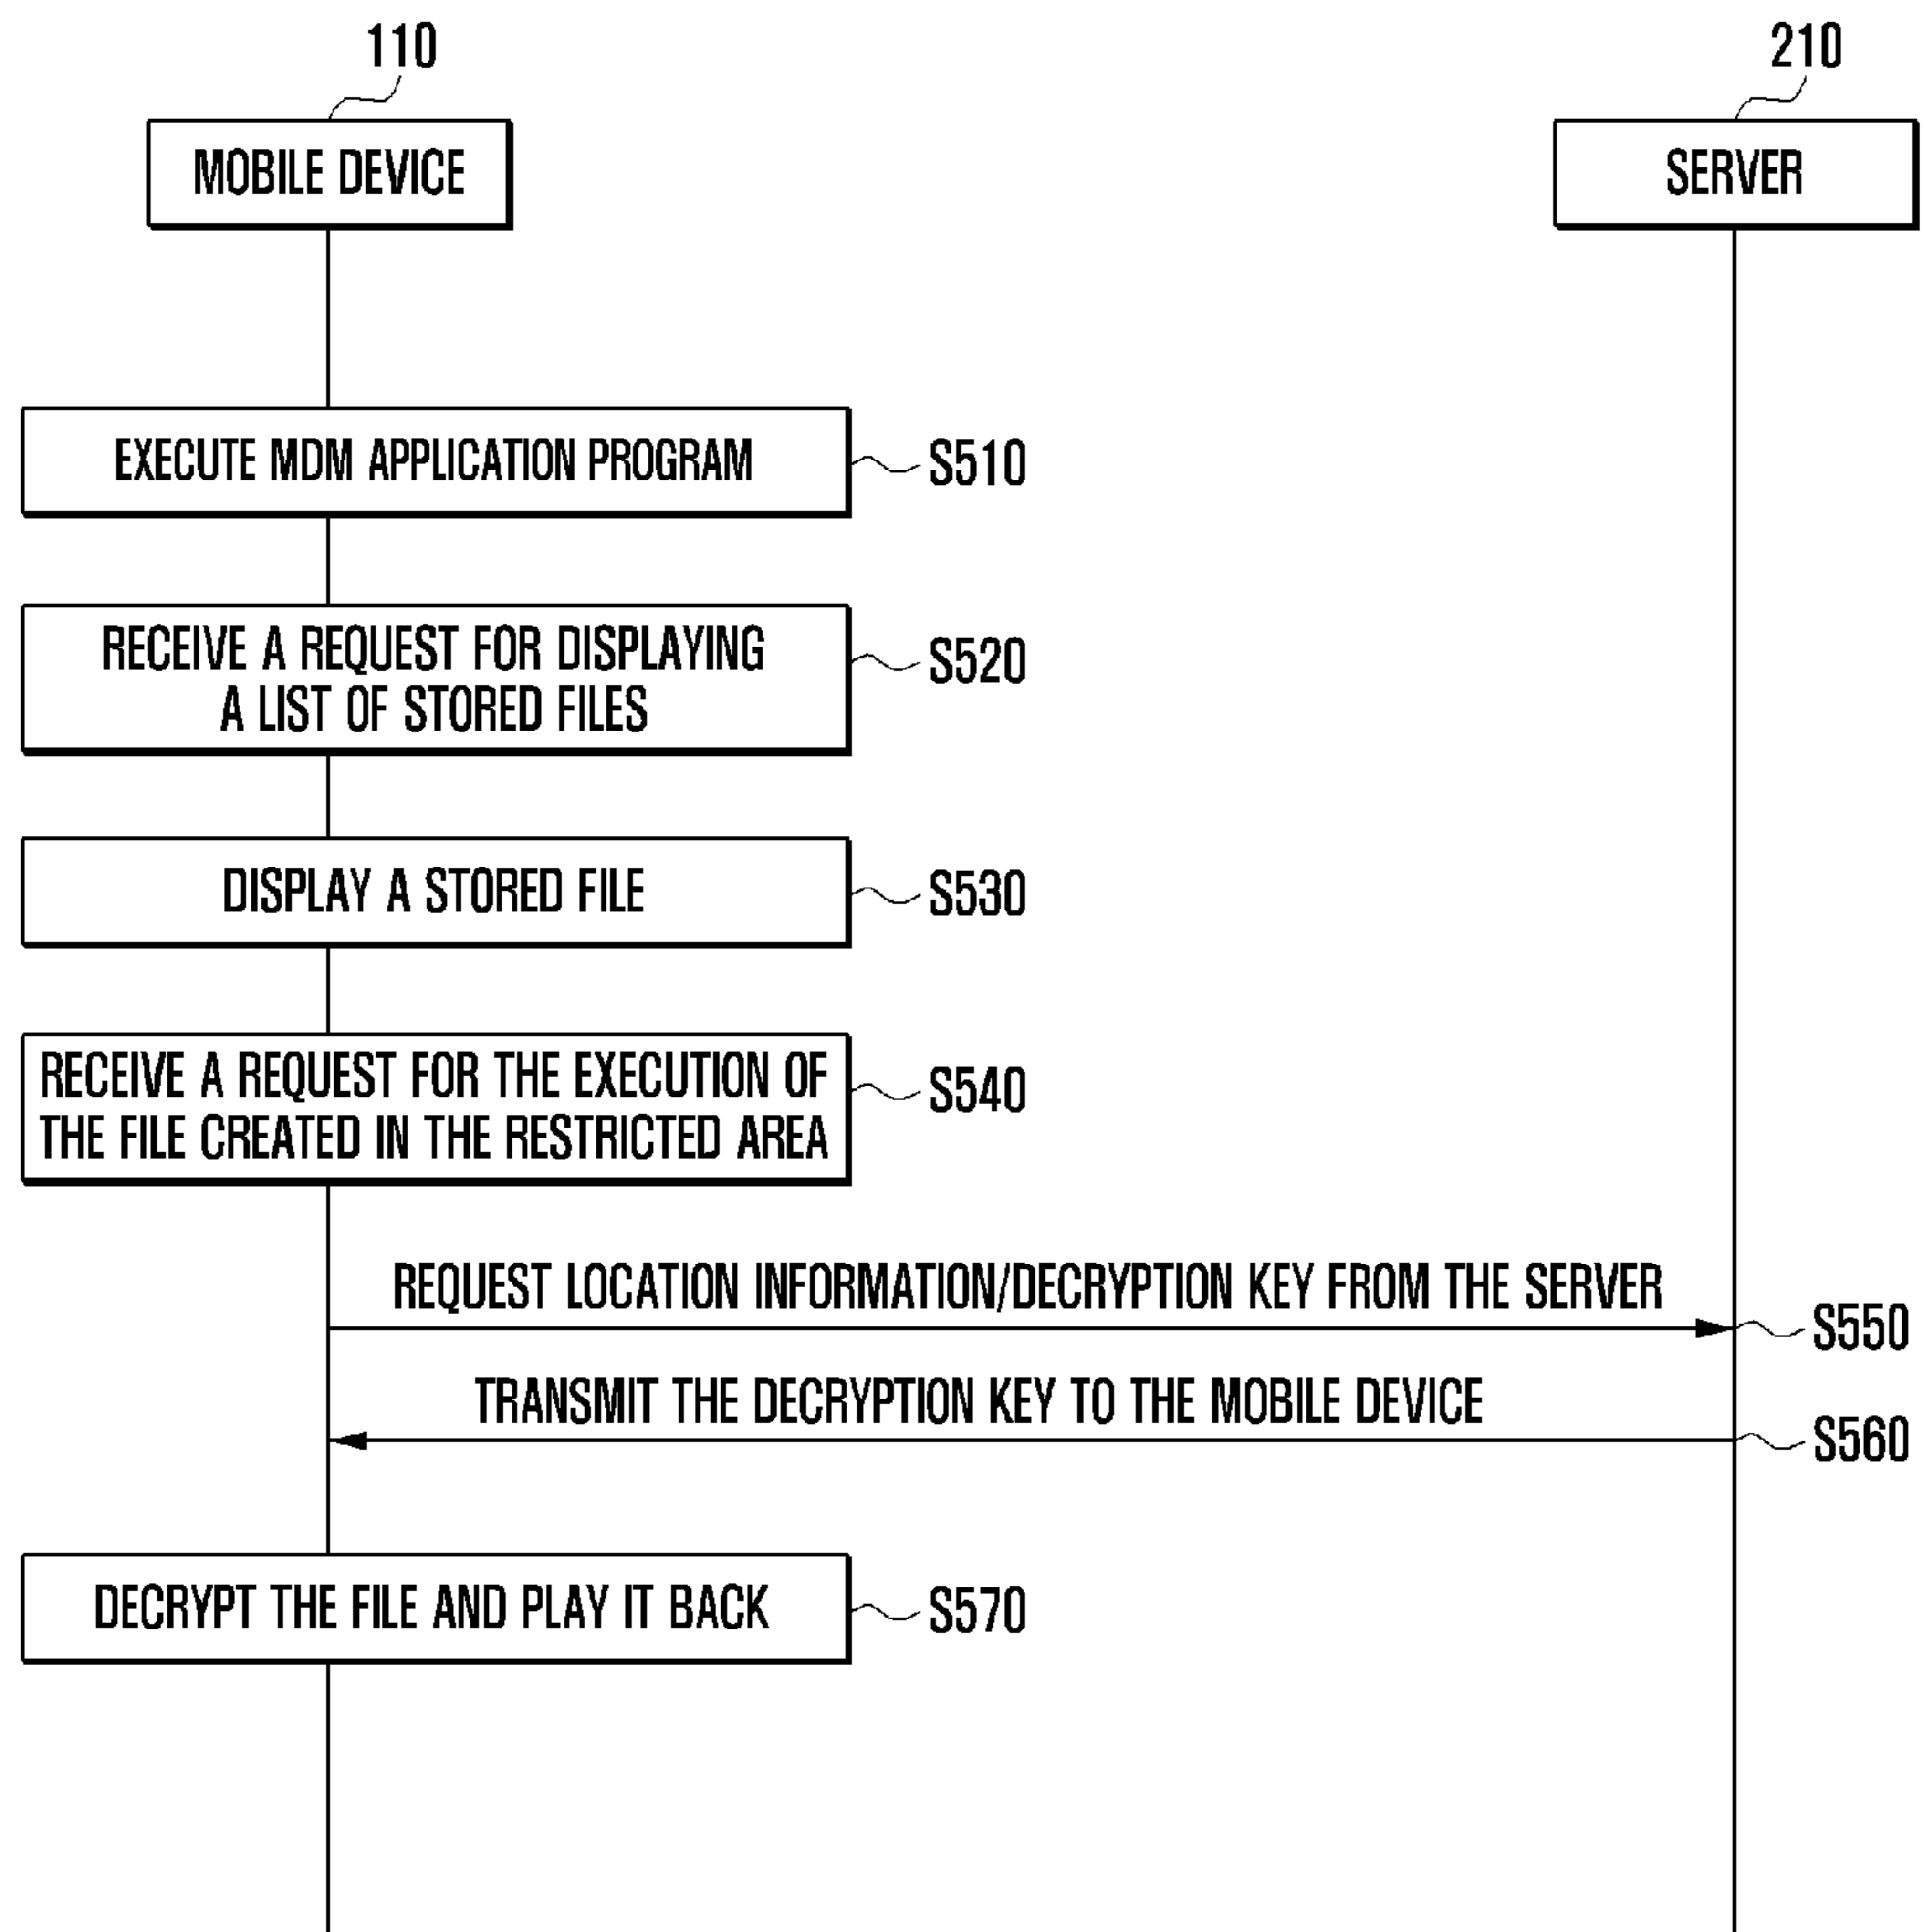 110
210
MOBILE DEVICE
SERVER
EXECUTE MDM APPLICATION PROGRAM
S510
RECEIVE A REQUEST FOR DISPLAYING
A LIST OF STORED FILES
S520
DISPLAY A STORED FILE
S530
RECEIVE A REQUEST FOR THE EXECUTION OF
THE FILE CREATED IN THE RESTRICTED AREA
S540
REQUEST LOCATION INFORMATION/DECRYPTION KEY FROM THE SERVER
S550
TRANSMIT THE DECRYPTION KEY TO THE MOBILE DEVICE
S560
DECRYPT THE FILE AND PLAY IT BACK
S570